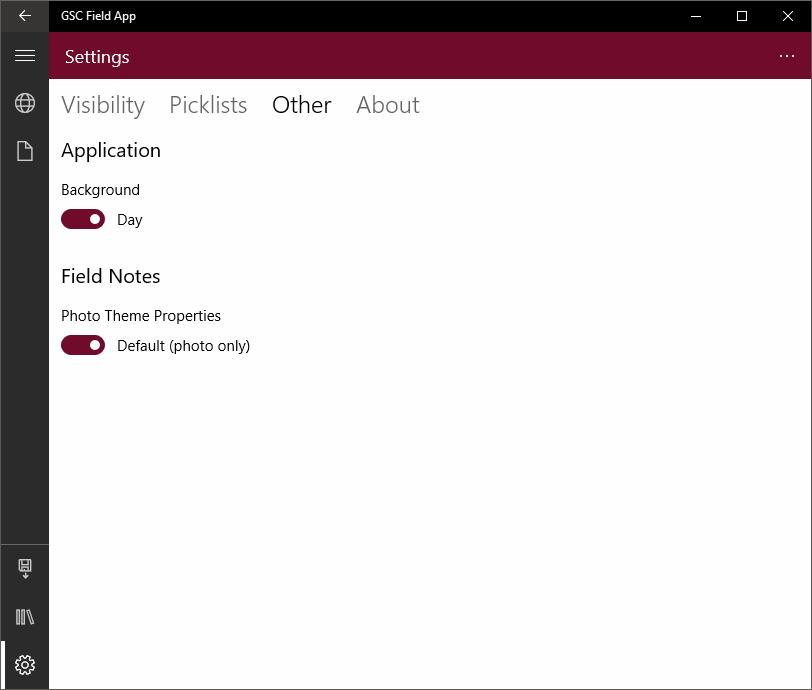 GSC Field App
Settings
Visibility Picklists Other About
Application
Background
Day
Field Notes
Photo Theme Properties
Default (photo only)